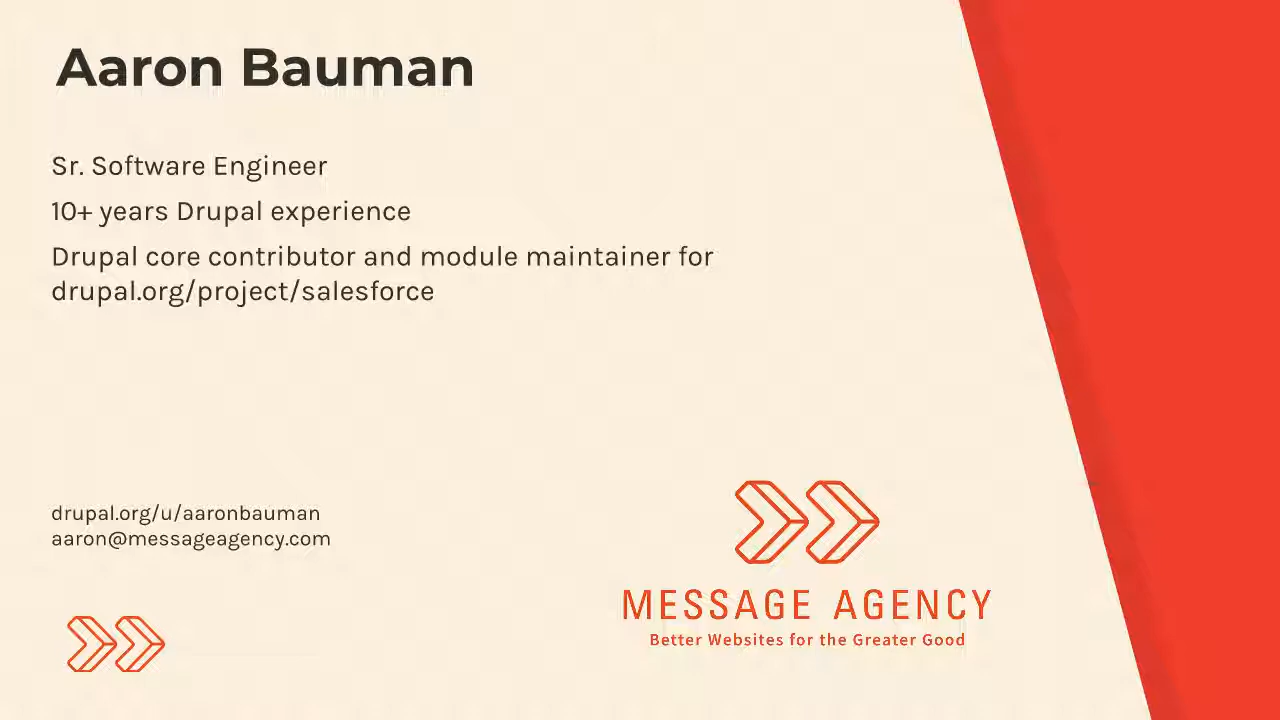 Aaron Bauman
Sr. Software Engineer
10+ years Drupal experience
Drupal core contributor and module maintainer for
drupal.org/project/salesforce
drupal.org/u/aaronbauman
aaron@messageagency.com
MESSAGE AGENCY
Better Websites for the Greater Good